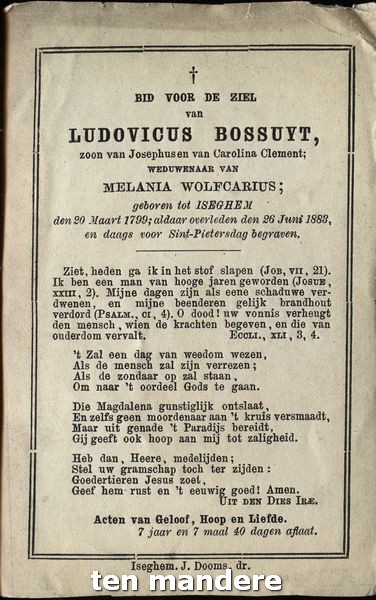 †
BID VOOR DE ZIEL
van
LUDOVICUS BOSSUYT,
zoon van Josephus en van Carolina Clement;
WEDUWENAAR VAN
MELANIA WOLFCARIUS;
geboren tot ISEGHEM
den 20 Maart 1799; aldaar overleden den 26 Juni 1883,
en daags voor Sint-Pietersdag begraven.
Ziet, heden ga ik in het stof slapen (JOB, VII, 21).
Ik ben een man van hooge jaren geworden (JOSUE,
XXIII, 2). Mijne dagen zijn als eene schaduwe ver-
dwenen, en mijne beenderen gelijk brandhout
verdord (PSALM., CI, 4). O dood! uw vonnis verheugt
den mensch, wien de krachten begeven, en die van
ouderdom vervalt. ECCLI., XLI, 3, 4.
't Zal een dag van weedom wezen,
Als de mensch zal zijn verrezen;
Als de zondaar op zal staan,
Om naar 't oordeel Gods te gaan.
Die Magdalena gunstiglijk ontslaat,
En zelfs geen moordenaar aan 't kruis versmaadt,
Maar uit genade 't Paradijs bereidt,
Gij geeft ook hoop aan mij tot zaligheid.
Heb dan, Heere, medelijden;
Stel uw gramschap toch ter zijden:
Goedertieren Jesus zoet,
Geef hem rust en 't eeuwig goed! Amen.
UIT DEN DIES IRÆ.
Acten van Geloof, Hoop en Liefde.
7 jaar en 7 maal 40 dagen aflaat.
Iseghem. J. Dooms. dr.
ten mandere